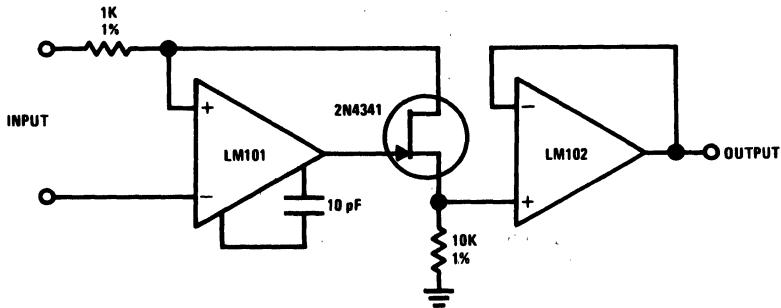 1K
1%
INPUT
+
LM101
−
10 pF
2N4341
−
LM102
+
OUTPUT
10K
1%